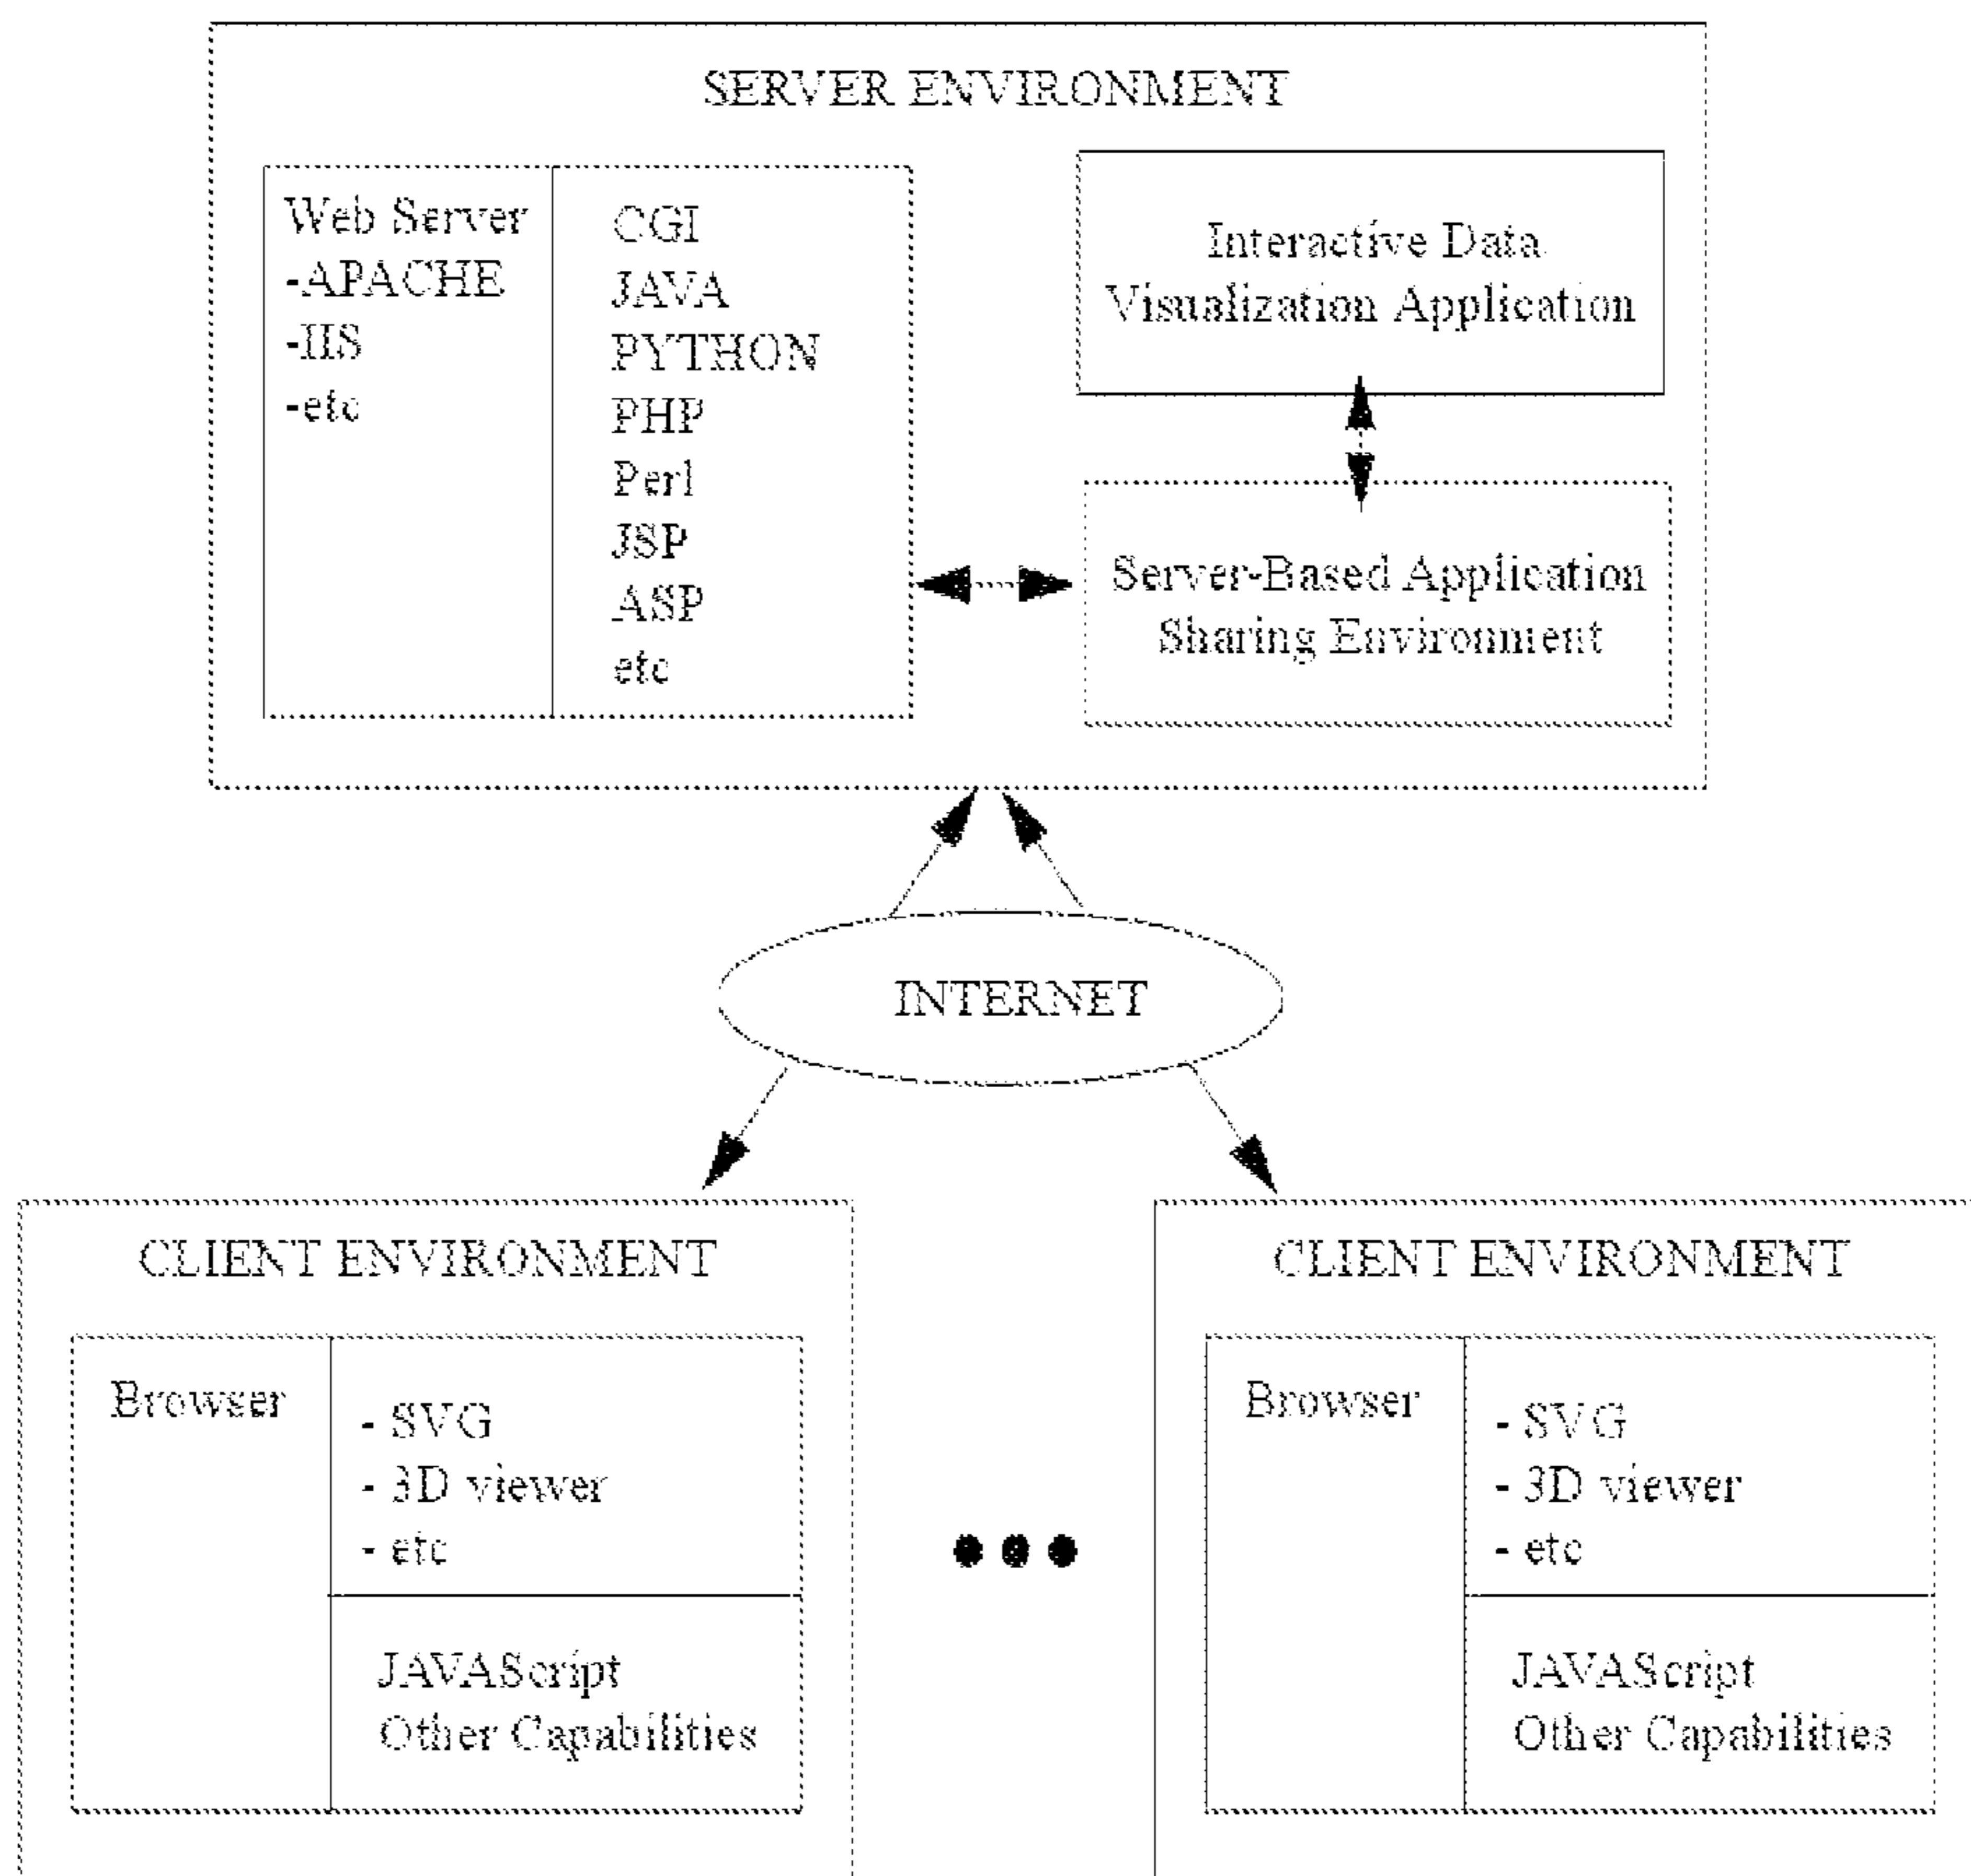 SERVER ENVIRONMENT
Web Server
-APACHE
-IIS
-etc
CGI
JAVA
PYTHON
PHP
Perl
JSP
ASP
etc
Interactive Data
Visualization Application
Server-Based Application
Sharing Environment
INTERNET
CLIENT ENVIRONMENT
Browser
- SVG
- 3D viewer
- etc
JAVAScript
Other Capabilities
CLIENT ENVIRONMENT
Browser
- SVG
- 3D viewer
- etc
JAVAScript
Other Capabilities